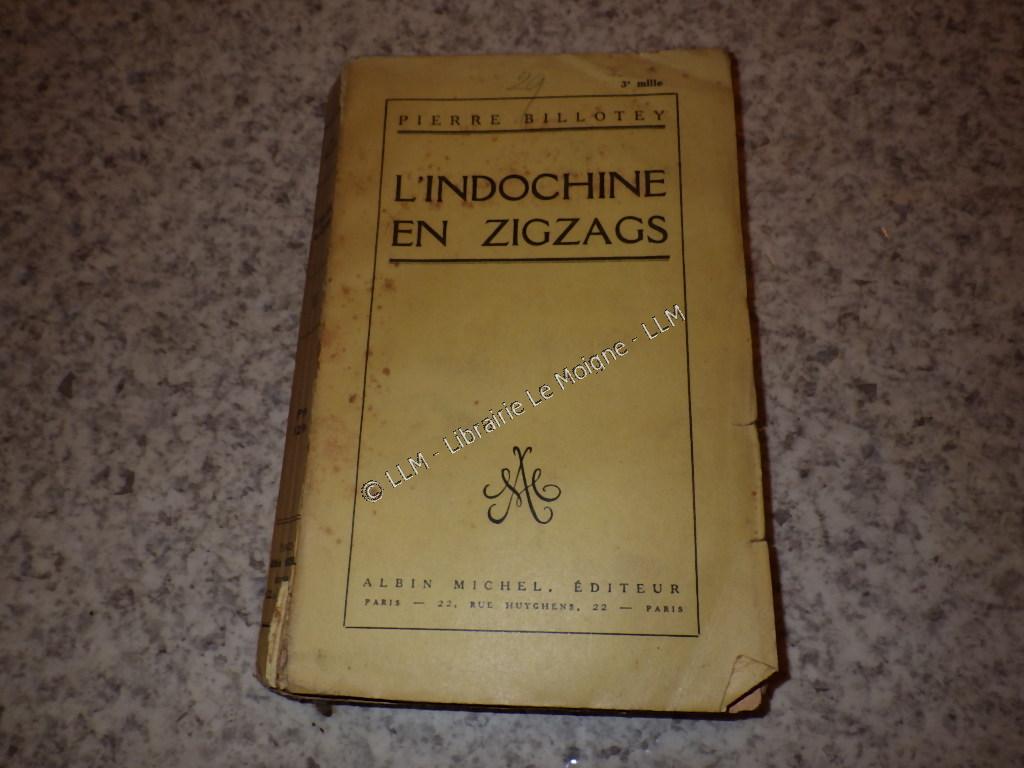 29
3e mille
PIERRE BILLOTEY
L'INDOCHINE
EN ZIGZAGS
© LLM - Librairie Le Moigne - LLM
AM
ALBIN MICHEL, ÉDITEUR
PARIS — 22, RUE HUYGHENS, 22 — PARIS